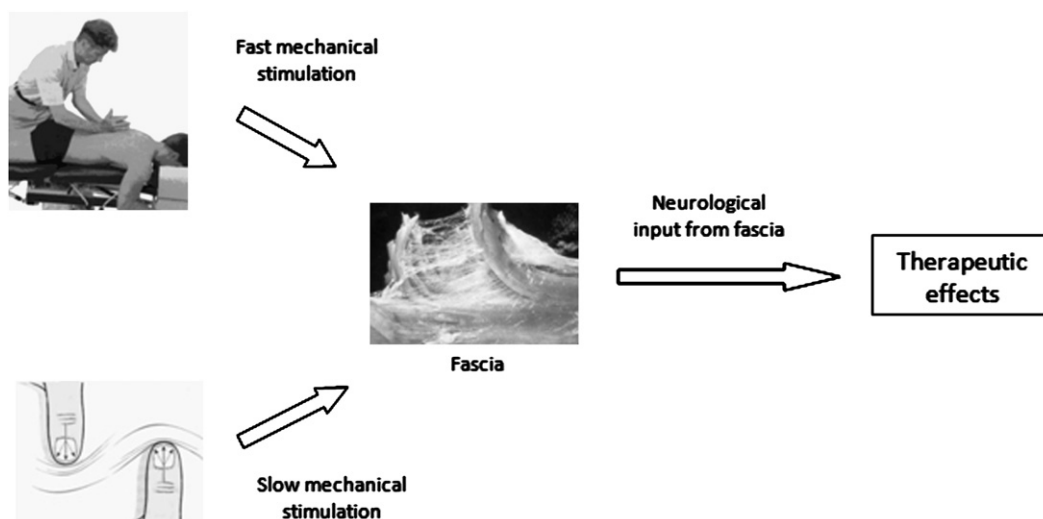 Fast mechanical
stimulation
Neurological
input from fascia
Therapeutic
effects
Fascia
Slow mechanical
stimulation